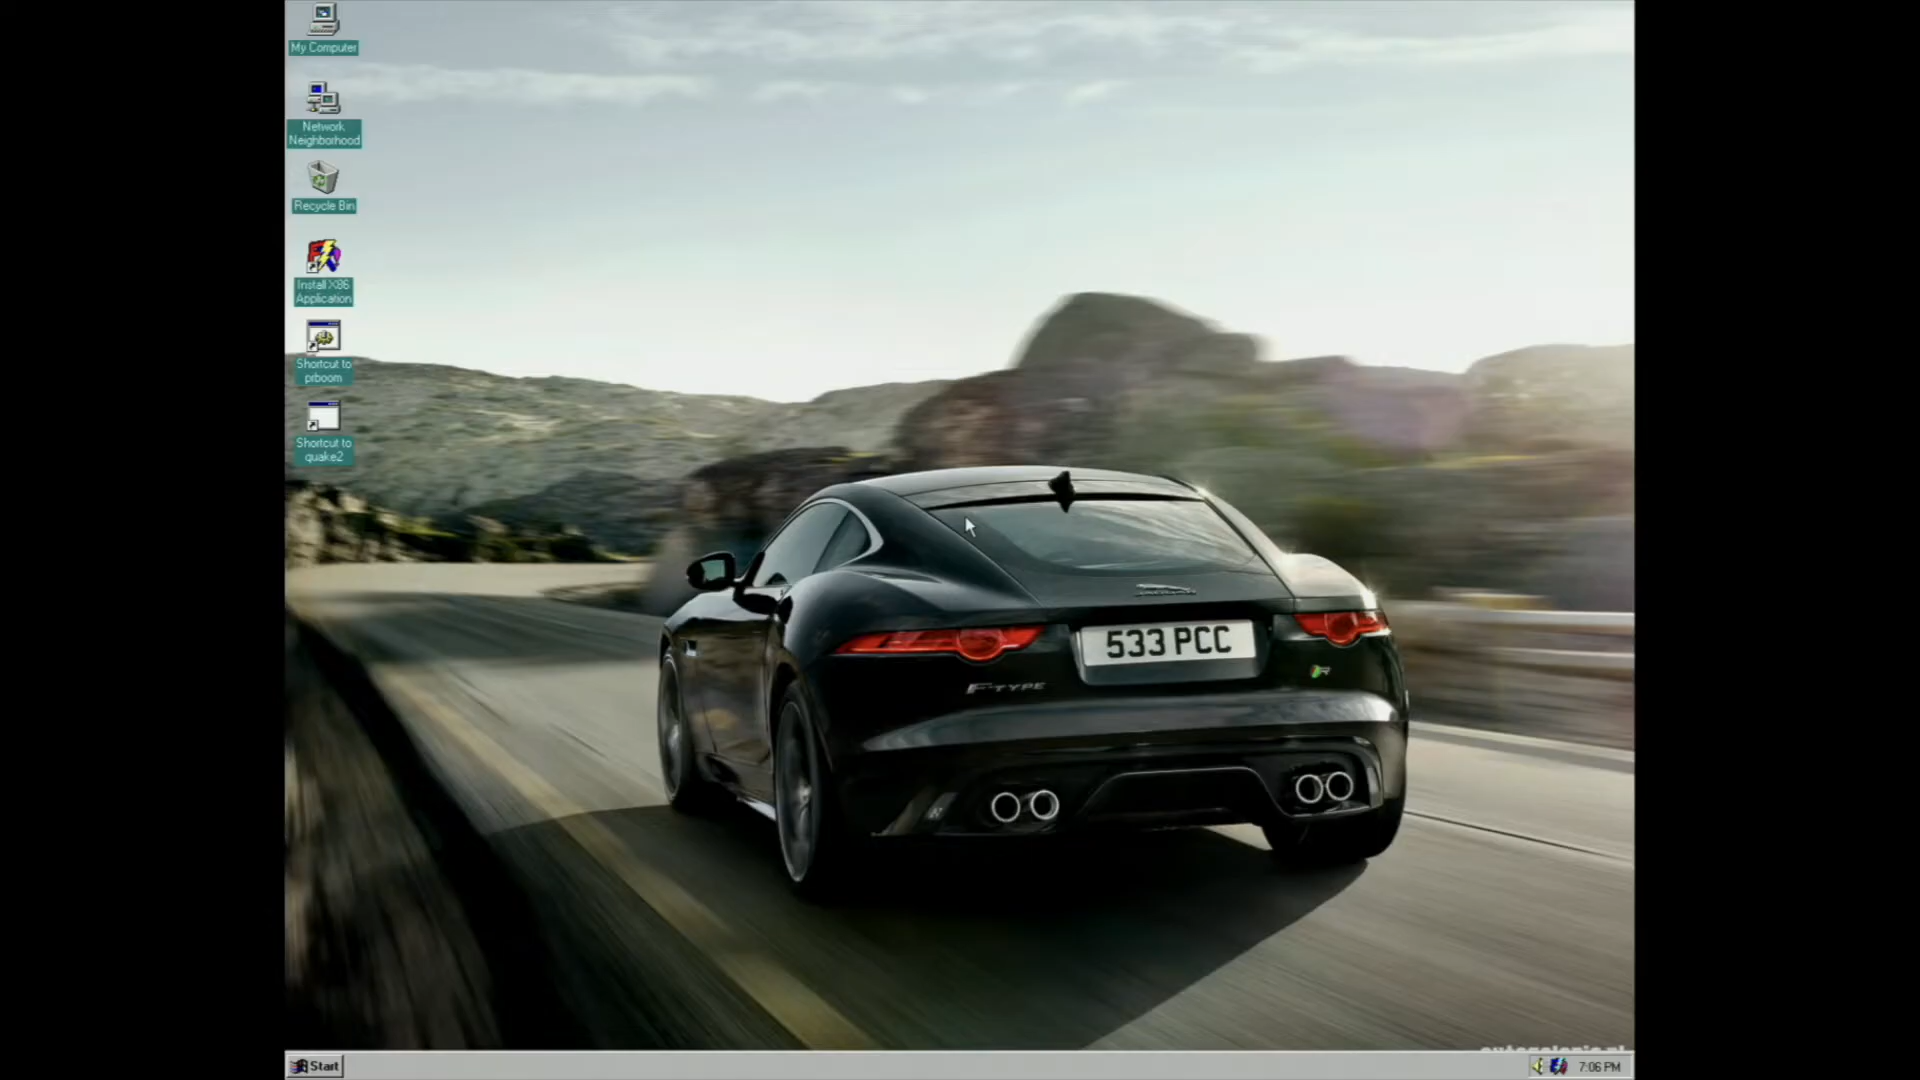 My Computer
Network
Neighborhood
Recycle Bin
Install X86
Application
Shortcut to
prboom
Shortcut to
quake2
533 PCC
F-TYPE
R
Start
7:06 PM